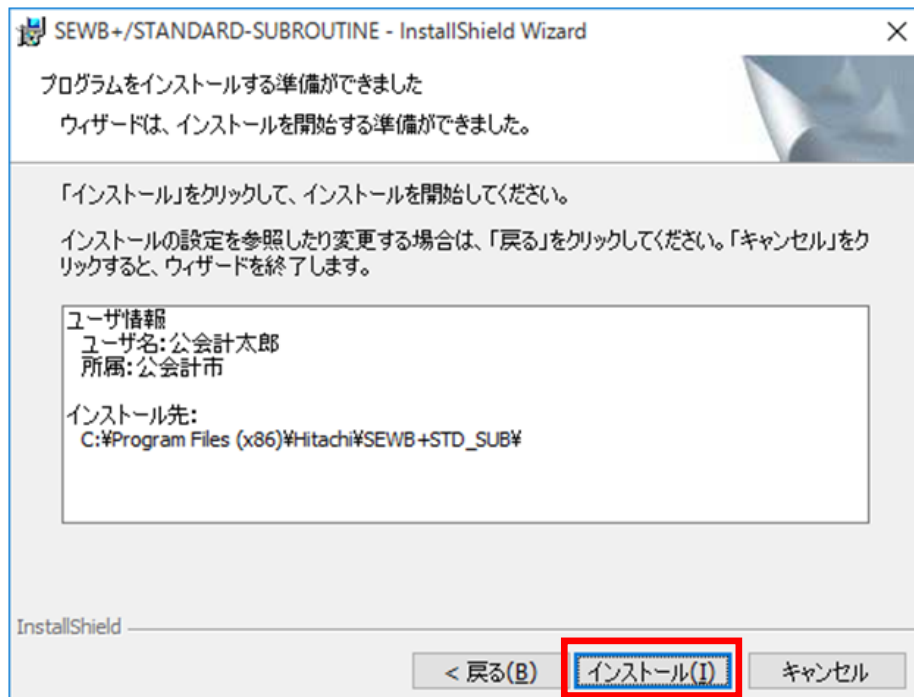 SEWB+/STANDARD-SUBROUTINE - InstallShield Wizard
プログラムをインストールする準備ができました
ウィザードは、インストールを開始する準備ができました。
「インストール」をクリックして、インストールを開始してください。
インストールの設定を参照したり変更する場合は、「戻る」をクリックしてください。「キャンセル」をク
リックすると、ウィザードを終了します。
ユーザ情報
ユーザ名:公会計太郎
所属:公会計市
インストール先:
C:¥Program Files (x86)¥Hitachi¥SEWB+STD_SUB¥
InstallShield
< 戻る(B)
インストール(I)
キャンセル